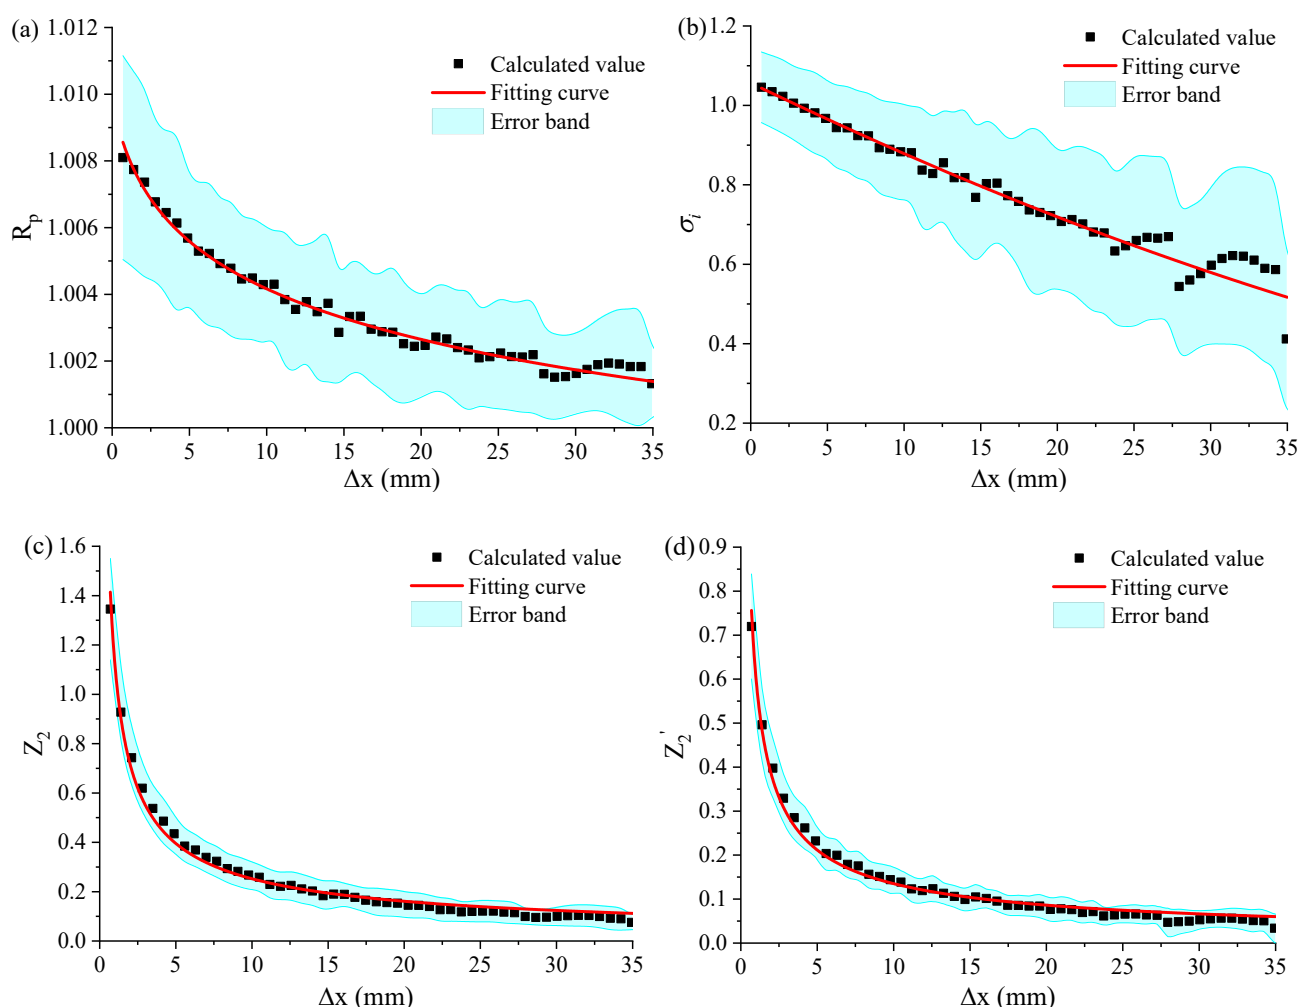 (a)
1.012
1.010
1.008
1.006
1.004
1.002
1.000
R_p
Calculated value
Fitting curve
Error band
0 5 10 15 20 25 30 35
Δx (mm)
(b)
1.2
1.0
0.8
0.6
0.4
0.2
σ_i
Calculated value
Fitting curve
Error band
0 5 10 15 20 25 30 35
Δx (mm)
(c)
1.6
1.4
1.2
1.0
0.8
0.6
0.4
0.2
0.0
Z_2
Calculated value
Fitting curve
Error band
0 5 10 15 20 25 30 35
Δx (mm)
(d)
0.9
0.8
0.7
0.6
0.5
0.4
0.3
0.2
0.1
0.0
Z_2'
Calculated value
Fitting curve
Error band
0 5 10 15 20 25 30 35
Δx (mm)